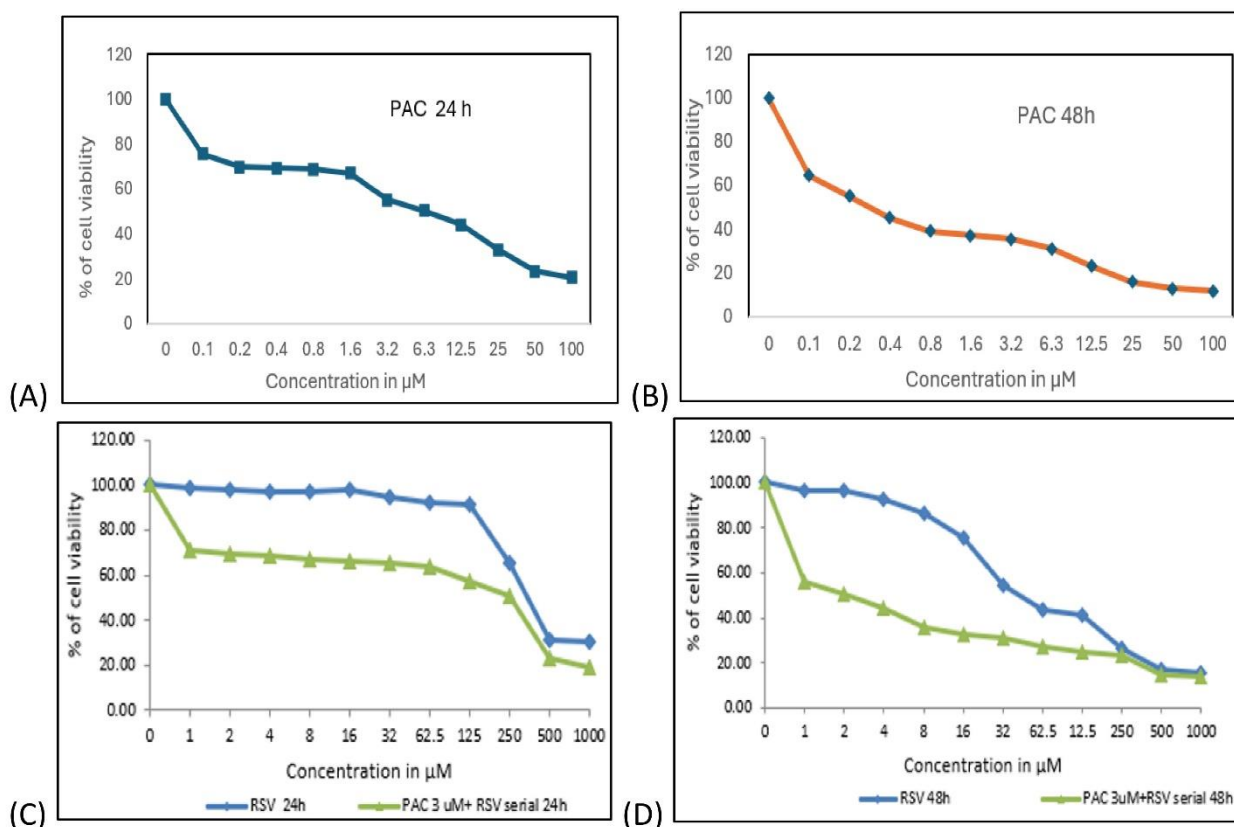 120
100
80
60
40
20
0
% of cell viability
PAC 24 h
0 0.1 0.2 0.4 0.8 1.6 3.2 6.3 12.5 25 50 100
Concentration in µM
(A)
120
100
80
60
40
20
0
% of cell viability
PAC 48h
0 0.1 0.2 0.4 0.8 1.6 3.2 6.3 12.5 25 50 100
Concentration in µM
(B)
120.00
100.00
80.00
60.00
40.00
20.00
0.00
% of cell viability
0 1 2 4 8 16 32 62.5 125 250 500 1000
Concentration in µM
RSV 24h PAC 3 uM+ RSV serial 24h
(C)
120.00
100.00
80.00
60.00
40.00
20.00
0.00
% of cell viability
0 1 2 4 8 16 32 62.5 12.5 250 500 1000
Concentration in µM
RSV 48h PAC 3uM+RSV serial 48h
(D)